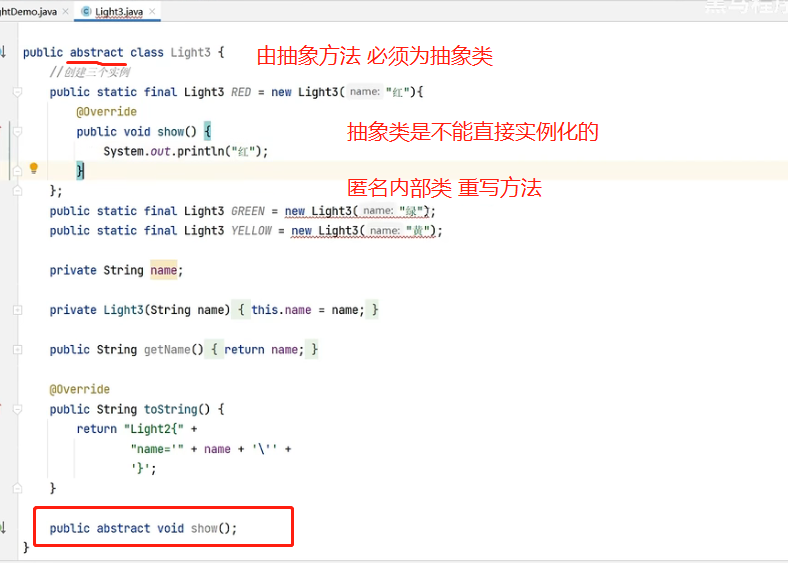 ghtDemo.java × Light3.java ×
public abstract class Light3 {
由抽象方法 必须为抽象类
//创建三个实例
public static final Light3 RED = new Light3( name: "红"){
@Override
public void show() {
抽象类是不能直接实例化的
System.out.println("红");
}
匿名内部类 重写方法
};
public static final Light3 GREEN = new Light3( name: "绿");
public static final Light3 YELLOW = new Light3( name: "黄");
private String name;
private Light3(String name) { this.name = name; }
public String getName() { return name; }
@Override
public String toString() {
return "Light2{" +
"name='" + name + '\'' +
'}';
}
public abstract void show();
}